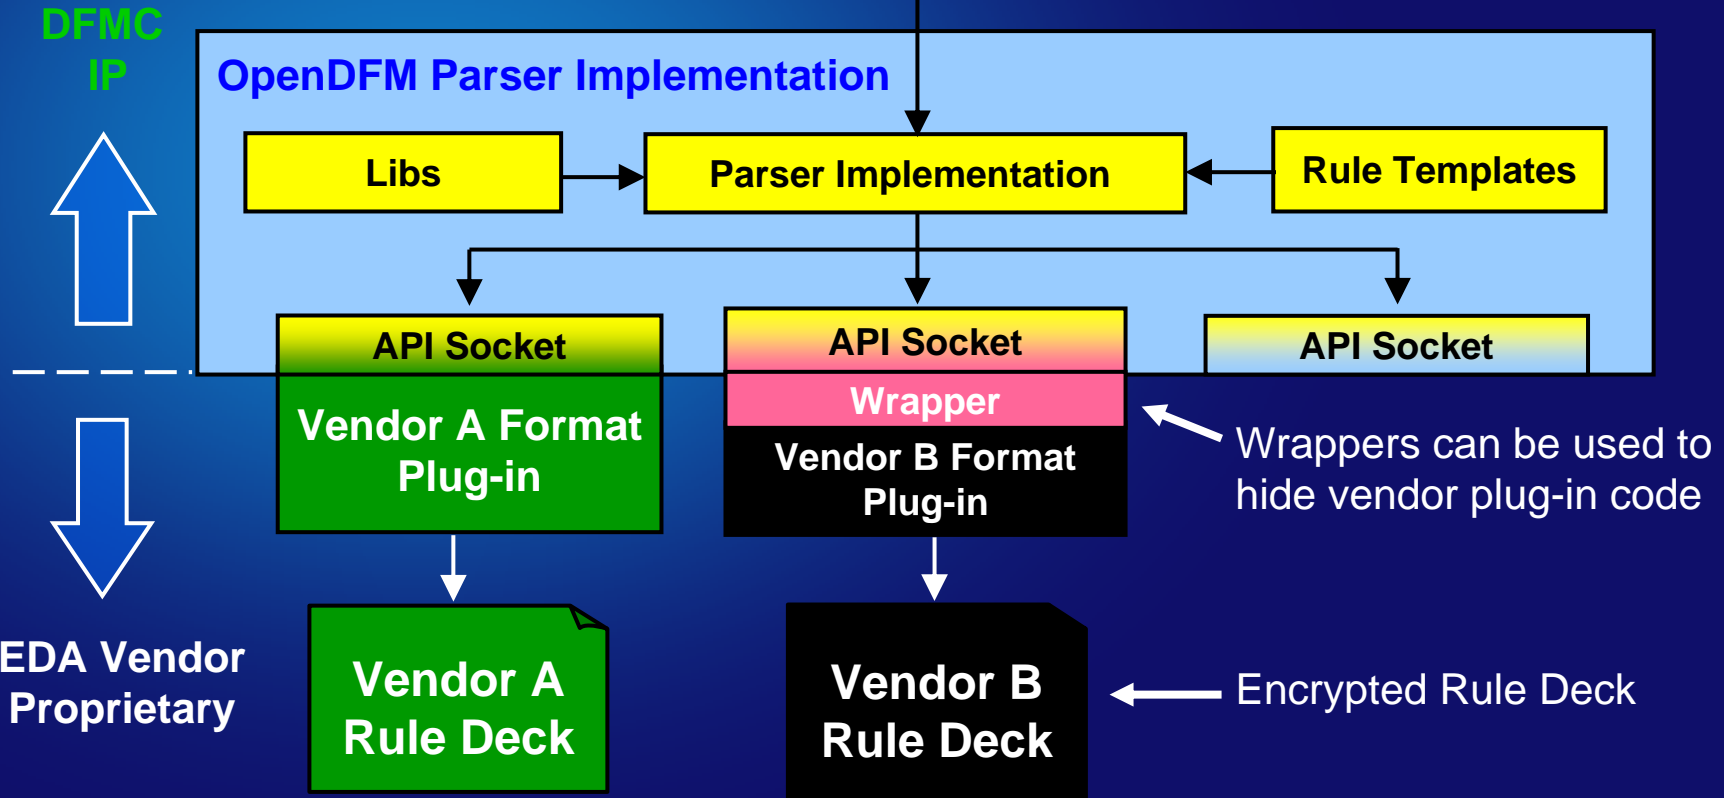 DFMC
IP
OpenDFM Parser Implementation
Libs
Parser Implementation
Rule Templates
API Socket
API Socket
API Socket
Vendor A Format
Plug-in
Wrapper
Vendor B Format
Plug-in
Wrappers can be used to
hide vendor plug-in code
EDA Vendor
Proprietary
Vendor A
Rule Deck
Vendor B
Rule Deck
Encrypted Rule Deck